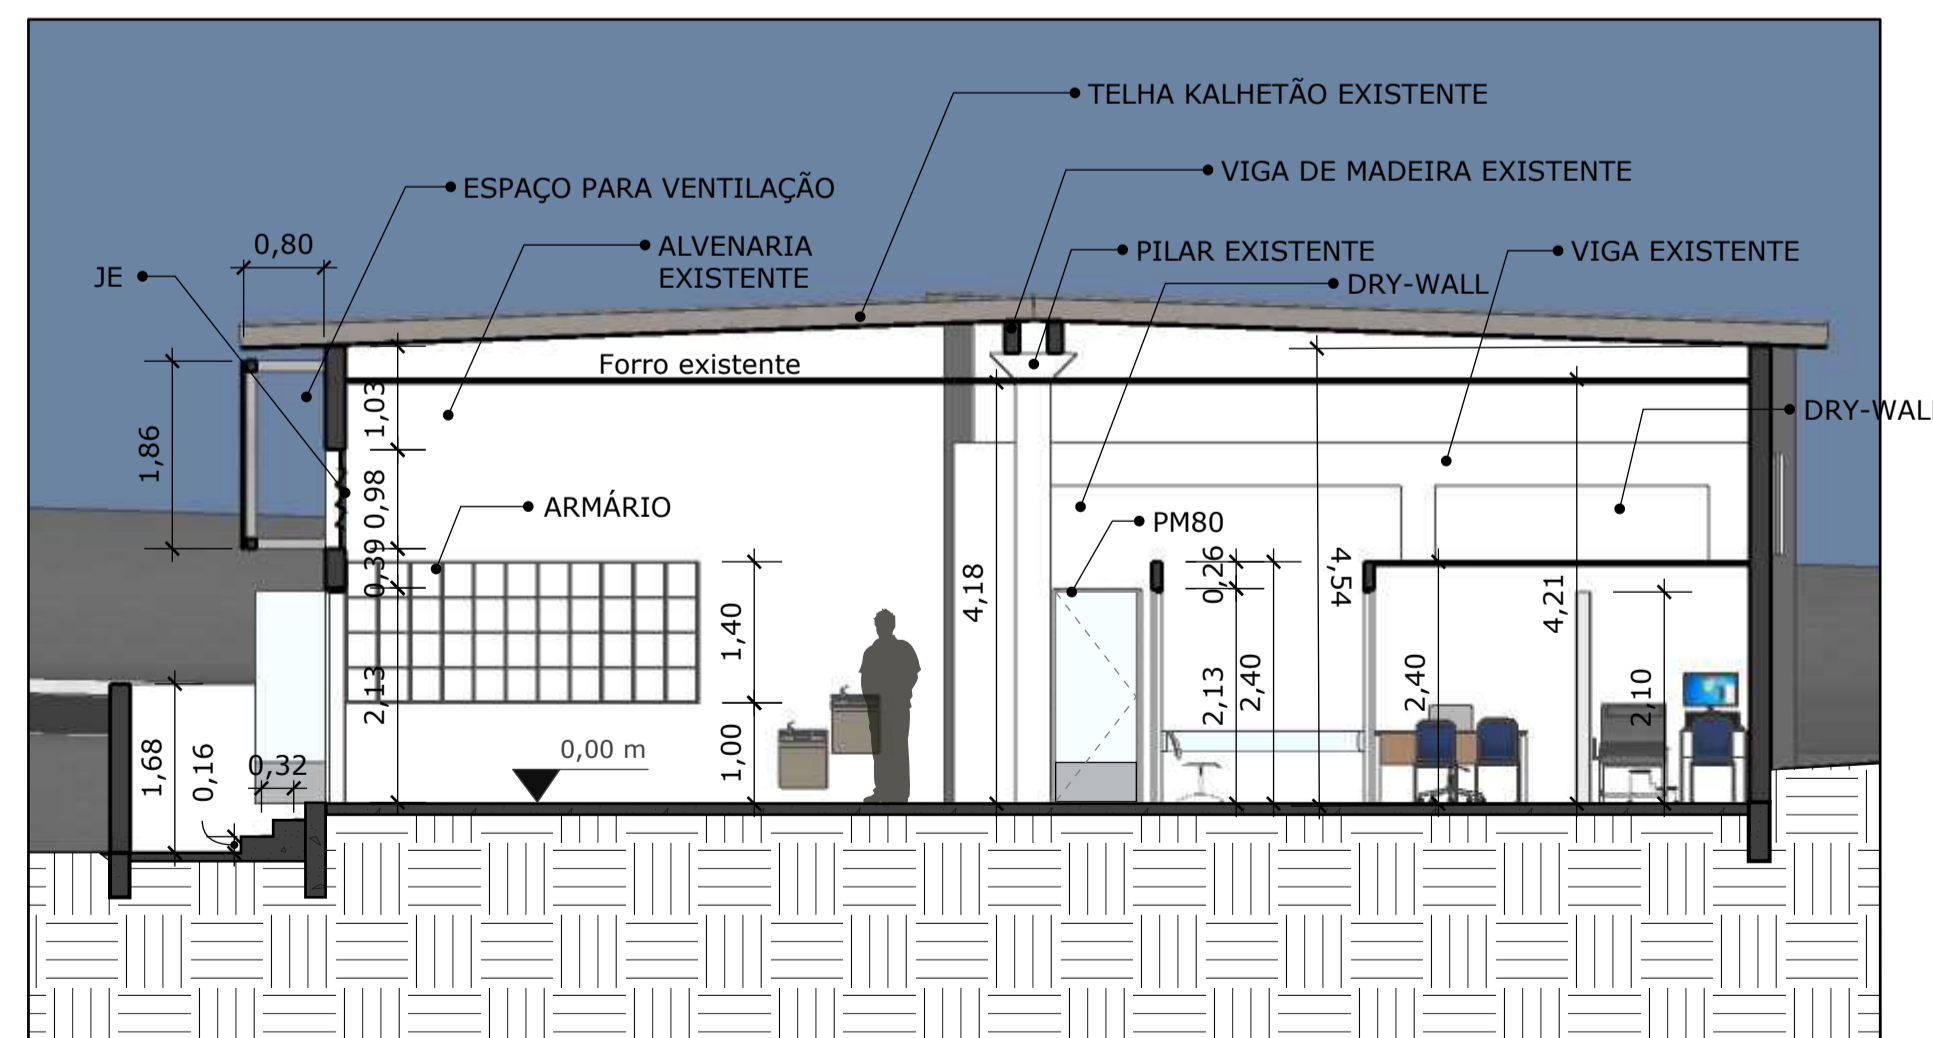 TELHA KALHETÃO EXISTENTE
VIGA DE MADEIRA EXISTENTE
ESPAÇO PARA VENTILAÇÃO
0,80
ALVENARIA
EXISTENTE
PILAR EXISTENTE
VIGA EXISTENTE
JE
DRY-WALL
Forro existente
1,03
DRY-WAL
1,86
0,98
ARMÁRIO
PM80
0,39
0,26
4,54
4,18
4,21
1,40
2,13
2,13
2,40
2,40
2,10
1,68
0,16
0,32
0,00 m
1,00